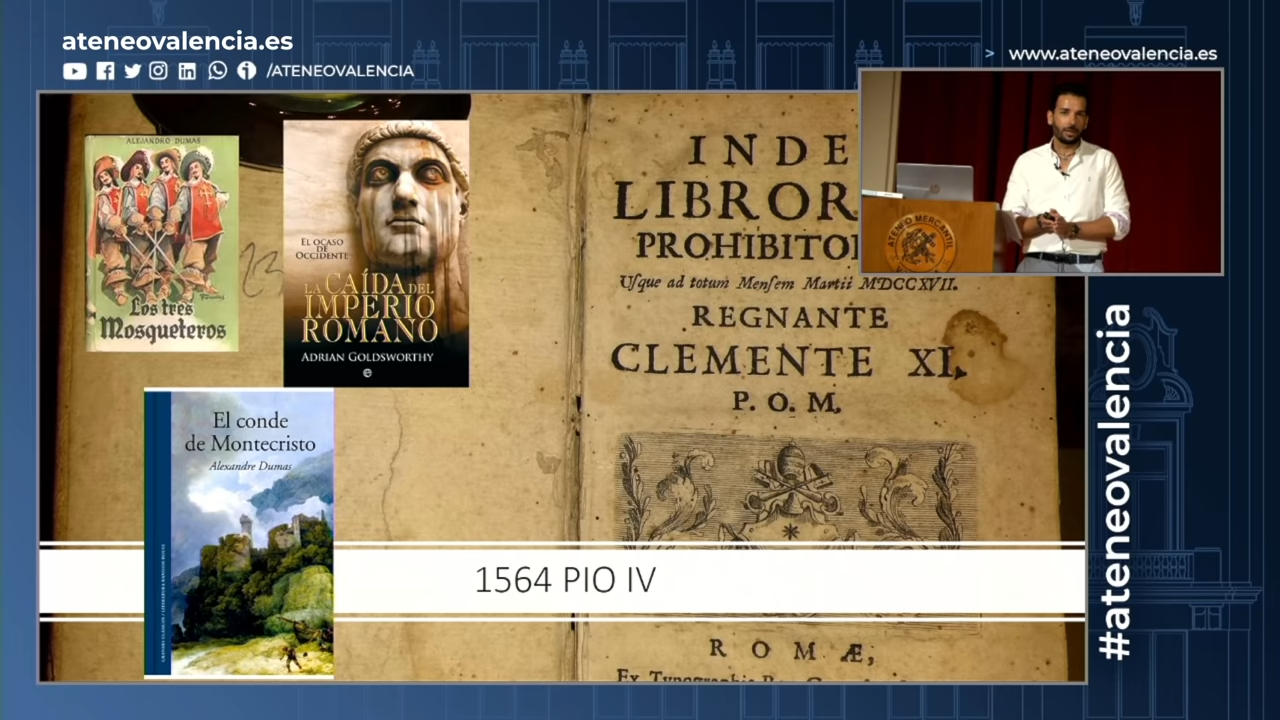 ateneovalencia.es
/ATENEOVALENCIA
> www.ateneovalencia.es
ALEJANDRO DUMAS
Los tres
Mosqueteros
EL OCASO
DE
OCCIDENTE
LA CAÍDA DEL
IMPERIO
ROMANO
ADRIAN GOLDSWORTHY
El conde
de Montecristo
Alexandre Dumas
INDE
LIBROR
PROHIBITO
Usque ad totum Mensem Martii MDCCXVII.
REGNANTE
CLEMENTE XI.
P. O. M.
ATENEO MERCANTIL
1564 PIO IV
ROMÆ,
#ateneovalencia